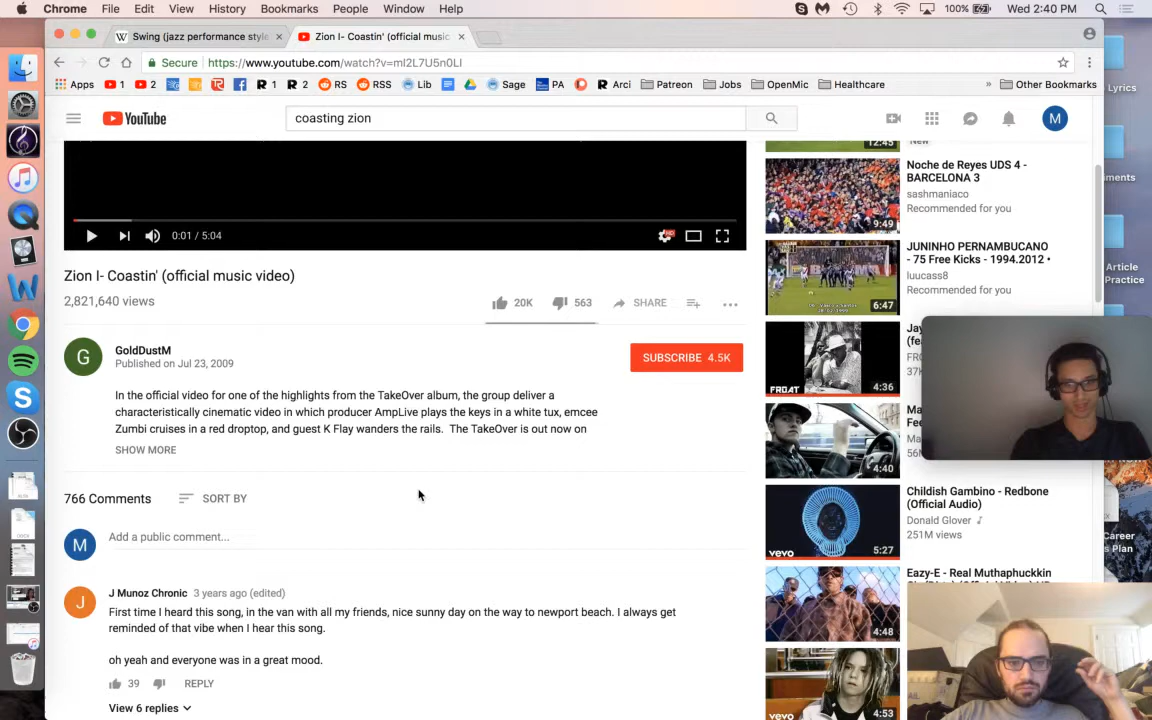 Chrome File Edit View History Bookmarks People Window Help 100% Wed 2:40 PM
Swing (jazz performance style Zion I- Coastin' (official music
Secure https://www.youtube.com/watch?v=mI2L7U5n0LI
Apps 1 2 1 2 RS RSS Lib Sage PA Arci Patreon Jobs OpenMic Healthcare » Other Bookmarks
Lyrics
YouTube coasting zion M
12:45 New
Noche de Reyes UDS 4 -
BARCELONA 3
sashmaniaco
Recommended for you
9:49
0:01 / 5:04 HD
JUNINHO PERNAMBUCANO
- 75 Free Kicks - 1994.2012 •
luucass8
Recommended for you
6:47
Article
Practice
Zion I- Coastin' (official music video)
2,821,640 views
20K 563 SHARE
FROAT
4:36
G GoldDustM
Published on Jul 23, 2009
SUBSCRIBE 4.5K
In the official video for one of the highlights from the TakeOver album, the group deliver a
characteristically cinematic video in which producer AmpLive plays the keys in a white tux, emcee
Zumbi cruises in a red droptop, and guest K Flay wanders the rails. The TakeOver is out now on
SHOW MORE
4:40
766 Comments SORT BY
Childish Gambino - Redbone
(Official Audio)
Donald Glover
251M views
vevo 5:27
Career
M Add a public comment...
Eazy-E - Real Muthaphuckkin
4:48
J J Munoz Chronic 3 years ago (edited)
First time I heard this song, in the van with all my friends, nice sunny day on the way to newport beach. I always get
reminded of that vibe when I hear this song.
oh yeah and everyone was in a great mood.
39 REPLY
View 6 replies
vevo 4:53